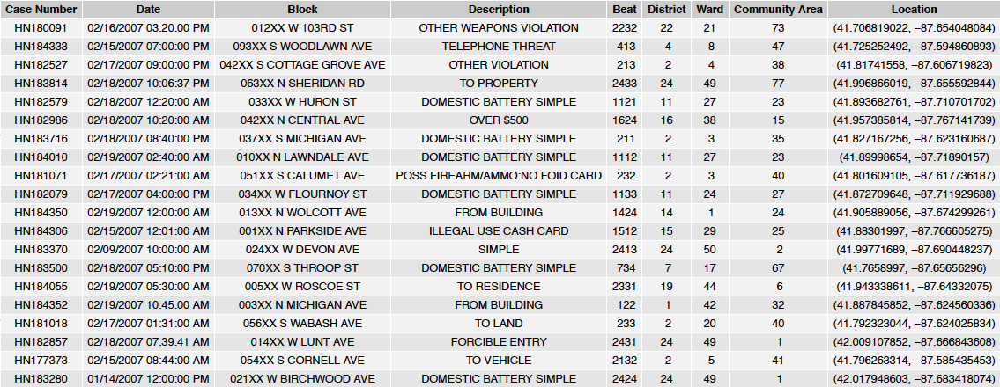 Case Number Date Block Description Beat District Ward Community Area Location
HN180091 02/16/2007 03:20:00 PM 012XX W 103RD ST OTHER WEAPONS VIOLATION 2232 22 21 73 (41.706819022, –87.654048084)
HN184333 02/15/2007 07:00:00 PM 093XX S WOODLAWN AVE TELEPHONE THREAT 413 4 8 47 (41.725252492, –87.594860893)
HN182527 02/17/2007 09:00:00 PM 042XX S COTTAGE GROVE AVE OTHER VIOLATION 213 2 4 38 (41.81741558, –87.606719823)
HN183814 02/18/2007 10:06:37 PM 063XX N SHERIDAN RD TO PROPERTY 2433 24 49 77 (41.996866019, –87.655592844)
HN182579 02/18/2007 12:20:00 AM 033XX W HURON ST DOMESTIC BATTERY SIMPLE 1121 11 27 23 (41.893682761, –87.710701702)
HN182986 02/18/2007 10:20:00 AM 042XX N CENTRAL AVE OVER $500 1624 16 38 15 (41.957385814, –87.767141739)
HN183716 02/18/2007 08:40:00 PM 037XX S MICHIGAN AVE DOMESTIC BATTERY SIMPLE 211 2 3 35 (41.827167256, –87.623160687)
HN184010 02/19/2007 02:40:00 AM 010XX N LAWNDALE AVE DOMESTIC BATTERY SIMPLE 1112 11 27 23 (41.89998654, –87.71890157)
HN181071 02/17/2007 02:21:00 AM 051XX S CALUMET AVE POSS FIREARM/AMMO:NO FOID CARD 232 2 3 40 (41.801609105, –87.617736187)
HN182079 02/17/2007 04:00:00 PM 034XX W FLOURNOY ST DOMESTIC BATTERY SIMPLE 1133 11 24 27 (41.872709648, –87.711929688)
HN184350 02/19/2007 12:00:00 AM 013XX N WOLCOTT AVE FROM BUILDING 1424 14 1 24 (41.905889056, –87.674299261)
HN184306 02/15/2007 12:01:00 AM 001XX N PARKSIDE AVE ILLEGAL USE CASH CARD 1512 15 29 25 (41.88301997, –87.766605275)
HN183370 02/09/2007 10:00:00 AM 024XX W DEVON AVE SIMPLE 2413 24 50 2 (41.99771689, –87.690448237)
HN183500 02/18/2007 05:10:00 PM 070XX S THROOP ST DOMESTIC BATTERY SIMPLE 734 7 17 67 (41.7658997, –87.65656296)
HN184055 02/19/2007 05:30:00 AM 005XX W ROSCOE ST TO RESIDENCE 2331 19 44 6 (41.943338611, –87.64332075)
HN184352 02/19/2007 10:45:00 AM 003XX N MICHIGAN AVE FROM BUILDING 122 1 42 32 (41.887845852, –87.624560336)
HN181018 02/17/2007 01:31:00 AM 056XX S WABASH AVE TO LAND 233 2 20 40 (41.792323044, –87.624025834)
HN182857 02/18/2007 07:39:41 AM 014XX W LUNT AVE FORCIBLE ENTRY 2431 24 49 1 (42.009107852, –87.666843608)
HN177373 02/15/2007 08:44:00 AM 054XX S CORNELL AVE TO VEHICLE 2132 2 5 41 (41.796263314, –87.585435453)
HN183280 01/14/2007 12:00:00 PM 021XX W BIRCHWOOD AVE DOMESTIC BATTERY SIMPLE 2424 24 49 1 (42.017948603, –87.683418074)